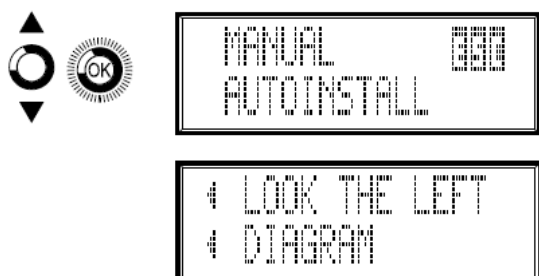 OK
MANUAL
AUTOINSTALL
LOOK THE LEFT
DIAGRAM